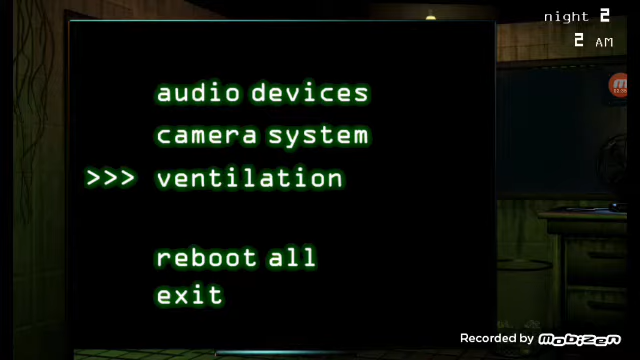 night 2
2 AM
audio devices
camera system
>>> ventilation
reboot all
exit
Recorded by mobizen